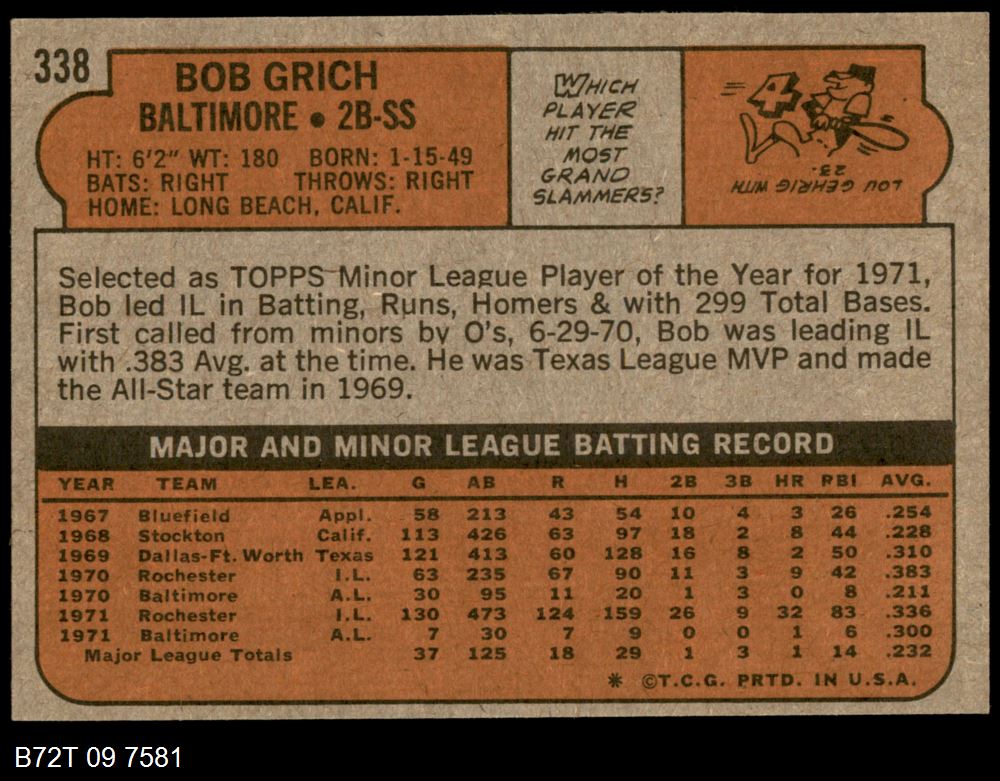 338
BOB GRICH
BALTIMORE • 2B-SS
HT: 6'2" WT: 180 BORN: 1-15-49
BATS: RIGHT THROWS: RIGHT
HOME: LONG BEACH, CALIF.
WHICH
PLAYER
HIT THE
MOST
GRAND
SLAMMERS?
LOU GEHRIG WITH
23.
Selected as TOPPS Minor League Player of the Year for 1971,
Bob led IL in Batting, Runs, Homers & with 299 Total Bases.
First called from minors by O's, 6-29-70, Bob was leading IL
with .383 Avg. at the time. He was Texas League MVP and made
the All-Star team in 1969.
MAJOR AND MINOR LEAGUE BATTING RECORD
YEAR TEAM LEA. G AB R H 2B 3B HR RBI AVG.
1967 Bluefield Appl. 58 213 43 54 10 4 3 26 .254
1968 Stockton Calif. 113 426 63 97 18 2 8 44 .228
1969 Dallas-Ft. Worth Texas 121 413 60 128 16 8 2 50 .310
1970 Rochester I.L. 63 235 67 90 11 3 9 42 .383
1970 Baltimore A.L. 30 95 11 20 1 3 0 8 .211
1971 Rochester I.L. 130 473 124 159 26 9 32 83 .336
1971 Baltimore A.L. 7 30 7 9 0 0 1 6 .300
Major League Totals 37 125 18 29 1 3 1 14 .232
* ©T.C.G. PRTD. IN U.S.A.
B72T 09 7581